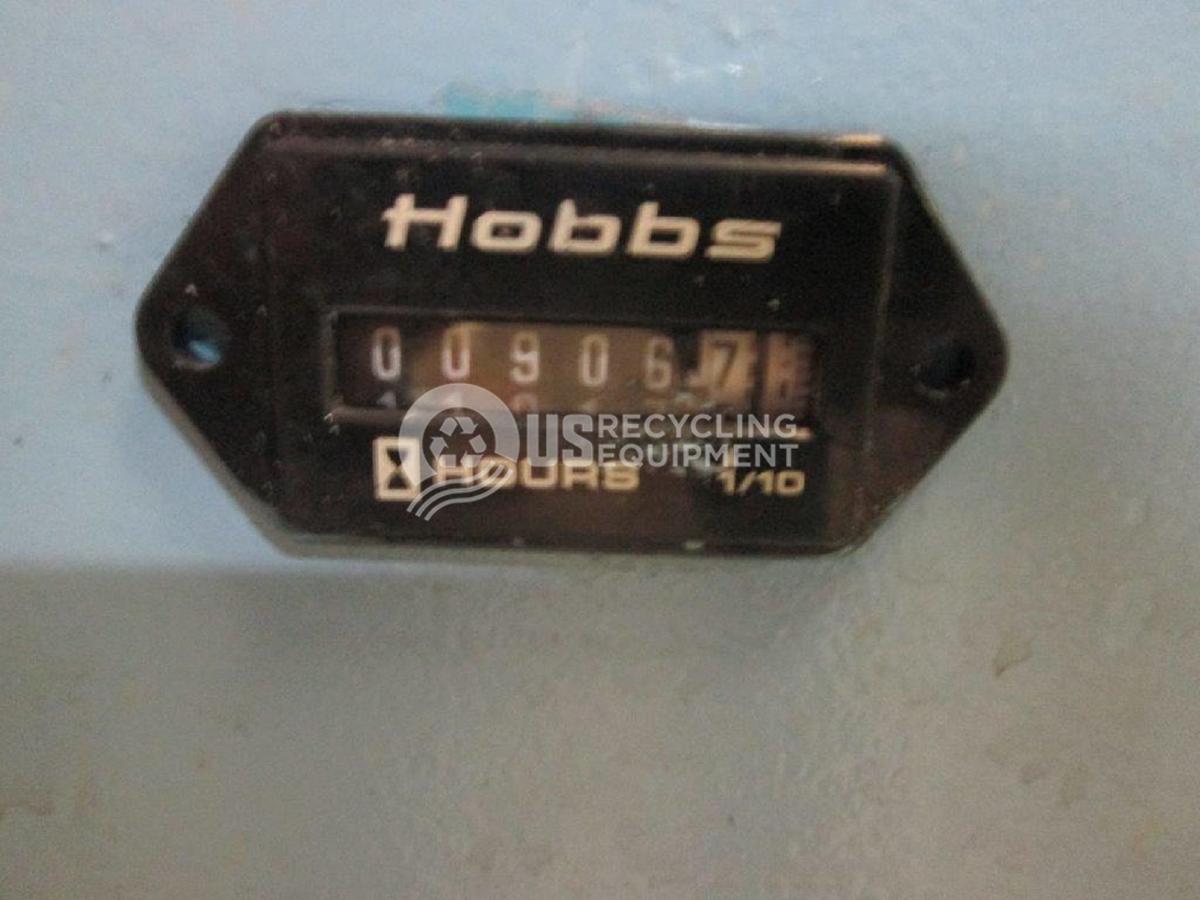 Hobbs
0 0 9 0 6 7
US RECYCLING EQUIPMENT
HOURS 1/10